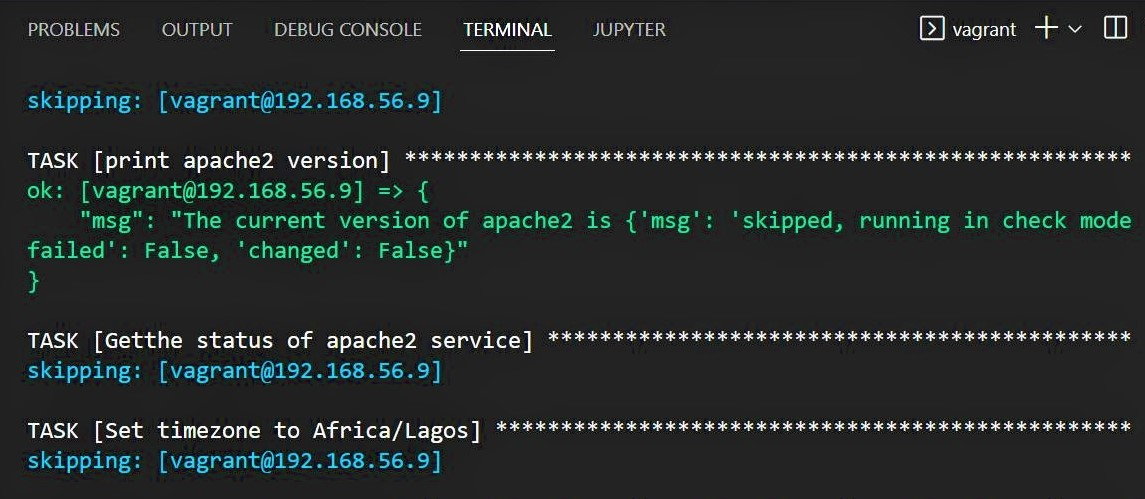 PROBLEMS OUTPUT DEBUG CONSOLE TERMINAL JUPYTER vagrant
skipping: [vagrant@192.168.56.9]
TASK [print apache2 version] ********************************************************
ok: [vagrant@192.168.56.9] => {
    "msg": "The current version of apache2 is {'msg': 'skipped, running in check mode
failed': False, 'changed': False}"
}
TASK [Getthe status of apache2 service] *********************************************
skipping: [vagrant@192.168.56.9]
TASK [Set timezone to Africa/Lagos] *************************************************
skipping: [vagrant@192.168.56.9]